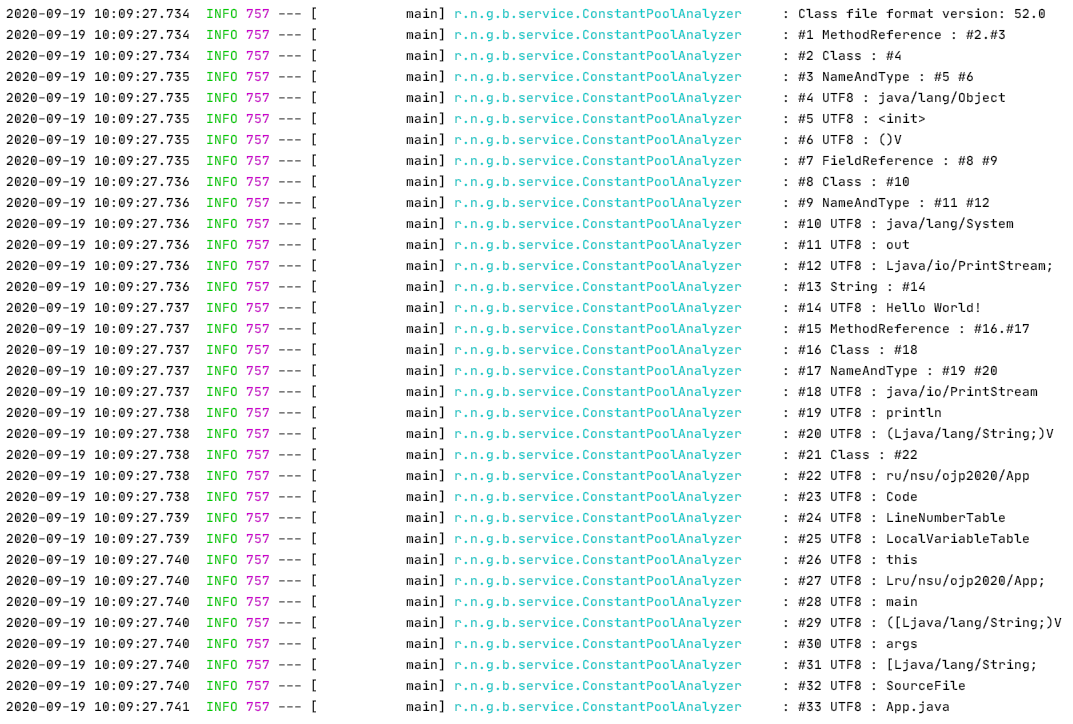 2020-09-19 10:09:27.734 INFO 757 --- [ main] r.n.g.b.service.ConstantPoolAnalyzer : Class file format version: 52.0
2020-09-19 10:09:27.734 INFO 757 --- [ main] r.n.g.b.service.ConstantPoolAnalyzer : #1 MethodReference : #2.#3
2020-09-19 10:09:27.734 INFO 757 --- [ main] r.n.g.b.service.ConstantPoolAnalyzer : #2 Class : #4
2020-09-19 10:09:27.735 INFO 757 --- [ main] r.n.g.b.service.ConstantPoolAnalyzer : #3 NameAndType : #5 #6
2020-09-19 10:09:27.735 INFO 757 --- [ main] r.n.g.b.service.ConstantPoolAnalyzer : #4 UTF8 : java/lang/Object
2020-09-19 10:09:27.735 INFO 757 --- [ main] r.n.g.b.service.ConstantPoolAnalyzer : #5 UTF8 : <init>
2020-09-19 10:09:27.735 INFO 757 --- [ main] r.n.g.b.service.ConstantPoolAnalyzer : #6 UTF8 : ()V
2020-09-19 10:09:27.735 INFO 757 --- [ main] r.n.g.b.service.ConstantPoolAnalyzer : #7 FieldReference : #8 #9
2020-09-19 10:09:27.736 INFO 757 --- [ main] r.n.g.b.service.ConstantPoolAnalyzer : #8 Class : #10
2020-09-19 10:09:27.736 INFO 757 --- [ main] r.n.g.b.service.ConstantPoolAnalyzer : #9 NameAndType : #11 #12
2020-09-19 10:09:27.736 INFO 757 --- [ main] r.n.g.b.service.ConstantPoolAnalyzer : #10 UTF8 : java/lang/System
2020-09-19 10:09:27.736 INFO 757 --- [ main] r.n.g.b.service.ConstantPoolAnalyzer : #11 UTF8 : out
2020-09-19 10:09:27.736 INFO 757 --- [ main] r.n.g.b.service.ConstantPoolAnalyzer : #12 UTF8 : Ljava/io/PrintStream;
2020-09-19 10:09:27.736 INFO 757 --- [ main] r.n.g.b.service.ConstantPoolAnalyzer : #13 String : #14
2020-09-19 10:09:27.737 INFO 757 --- [ main] r.n.g.b.service.ConstantPoolAnalyzer : #14 UTF8 : Hello World!
2020-09-19 10:09:27.737 INFO 757 --- [ main] r.n.g.b.service.ConstantPoolAnalyzer : #15 MethodReference : #16.#17
2020-09-19 10:09:27.737 INFO 757 --- [ main] r.n.g.b.service.ConstantPoolAnalyzer : #16 Class : #18
2020-09-19 10:09:27.737 INFO 757 --- [ main] r.n.g.b.service.ConstantPoolAnalyzer : #17 NameAndType : #19 #20
2020-09-19 10:09:27.737 INFO 757 --- [ main] r.n.g.b.service.ConstantPoolAnalyzer : #18 UTF8 : java/io/PrintStream
2020-09-19 10:09:27.738 INFO 757 --- [ main] r.n.g.b.service.ConstantPoolAnalyzer : #19 UTF8 : println
2020-09-19 10:09:27.738 INFO 757 --- [ main] r.n.g.b.service.ConstantPoolAnalyzer : #20 UTF8 : (Ljava/lang/String;)V
2020-09-19 10:09:27.738 INFO 757 --- [ main] r.n.g.b.service.ConstantPoolAnalyzer : #21 Class : #22
2020-09-19 10:09:27.738 INFO 757 --- [ main] r.n.g.b.service.ConstantPoolAnalyzer : #22 UTF8 : ru/nsu/ojp2020/App
2020-09-19 10:09:27.738 INFO 757 --- [ main] r.n.g.b.service.ConstantPoolAnalyzer : #23 UTF8 : Code
2020-09-19 10:09:27.739 INFO 757 --- [ main] r.n.g.b.service.ConstantPoolAnalyzer : #24 UTF8 : LineNumberTable
2020-09-19 10:09:27.739 INFO 757 --- [ main] r.n.g.b.service.ConstantPoolAnalyzer : #25 UTF8 : LocalVariableTable
2020-09-19 10:09:27.740 INFO 757 --- [ main] r.n.g.b.service.ConstantPoolAnalyzer : #26 UTF8 : this
2020-09-19 10:09:27.740 INFO 757 --- [ main] r.n.g.b.service.ConstantPoolAnalyzer : #27 UTF8 : Lru/nsu/ojp2020/App;
2020-09-19 10:09:27.740 INFO 757 --- [ main] r.n.g.b.service.ConstantPoolAnalyzer : #28 UTF8 : main
2020-09-19 10:09:27.740 INFO 757 --- [ main] r.n.g.b.service.ConstantPoolAnalyzer : #29 UTF8 : ([Ljava/lang/String;)V
2020-09-19 10:09:27.740 INFO 757 --- [ main] r.n.g.b.service.ConstantPoolAnalyzer : #30 UTF8 : args
2020-09-19 10:09:27.740 INFO 757 --- [ main] r.n.g.b.service.ConstantPoolAnalyzer : #31 UTF8 : [Ljava/lang/String;
2020-09-19 10:09:27.740 INFO 757 --- [ main] r.n.g.b.service.ConstantPoolAnalyzer : #32 UTF8 : SourceFile
2020-09-19 10:09:27.741 INFO 757 --- [ main] r.n.g.b.service.ConstantPoolAnalyzer : #33 UTF8 : App.java